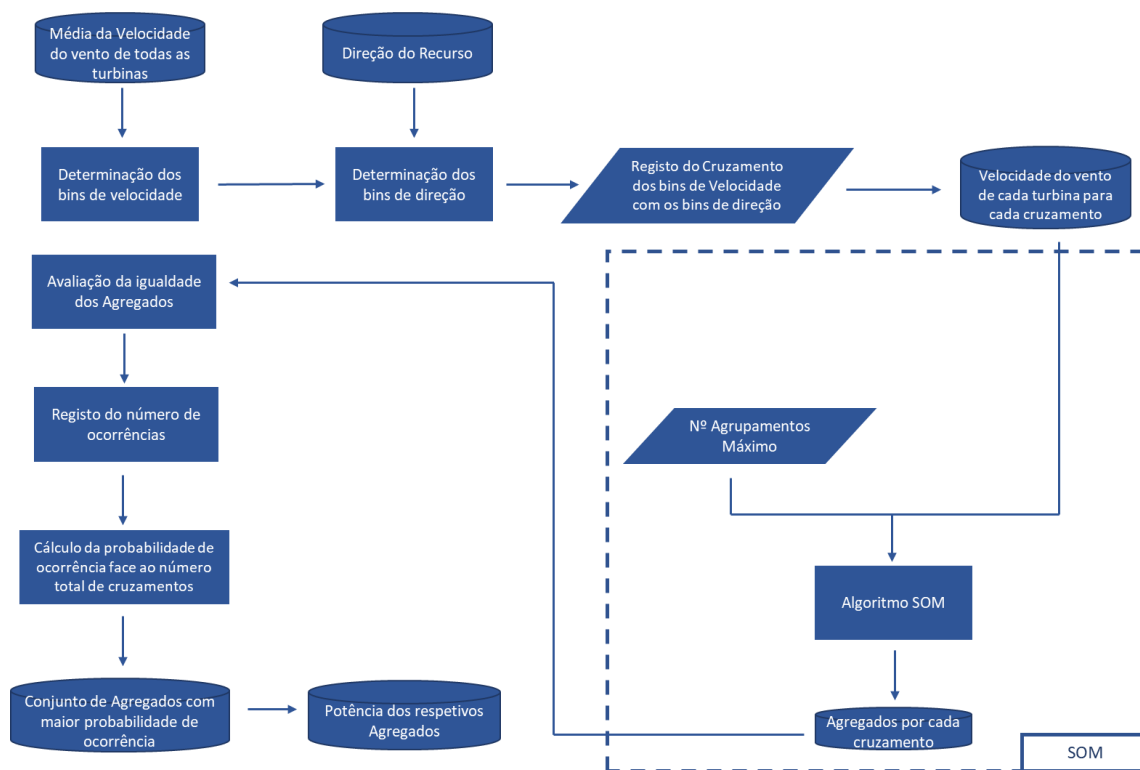 Média da Velocidade
do vento de todas as
turbinas
Direção do Recurso
Determinação dos
bins de velocidade
Determinação dos
bins de direção
Registo do Cruzamento
dos bins de Velocidade
com os bins de direção
Velocidade do vento
de cada turbina para
cada cruzamento
Avaliação da igualdade
dos Agregados
Registo do número de
ocorrências
Nº Agrupamentos
Máximo
Cálculo da probabilidade de
ocorrência face ao número
total de cruzamentos
Algoritmo SOM
Conjunto de Agregados com
maior probabilidade de
ocorrência
Potência dos respetivos
Agregados
Agregados por cada
cruzamento
SOM